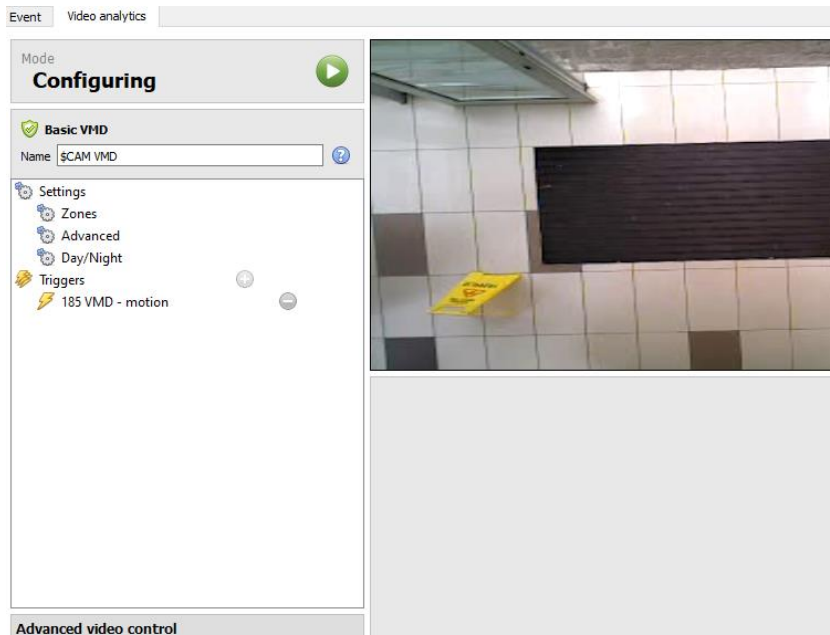 Event Video analytics
Mode
Configuring
Basic VMD
Name $CAM VMD
Settings
Zones
Advanced
Day/Night
Triggers
185 VMD - motion
Advanced video control